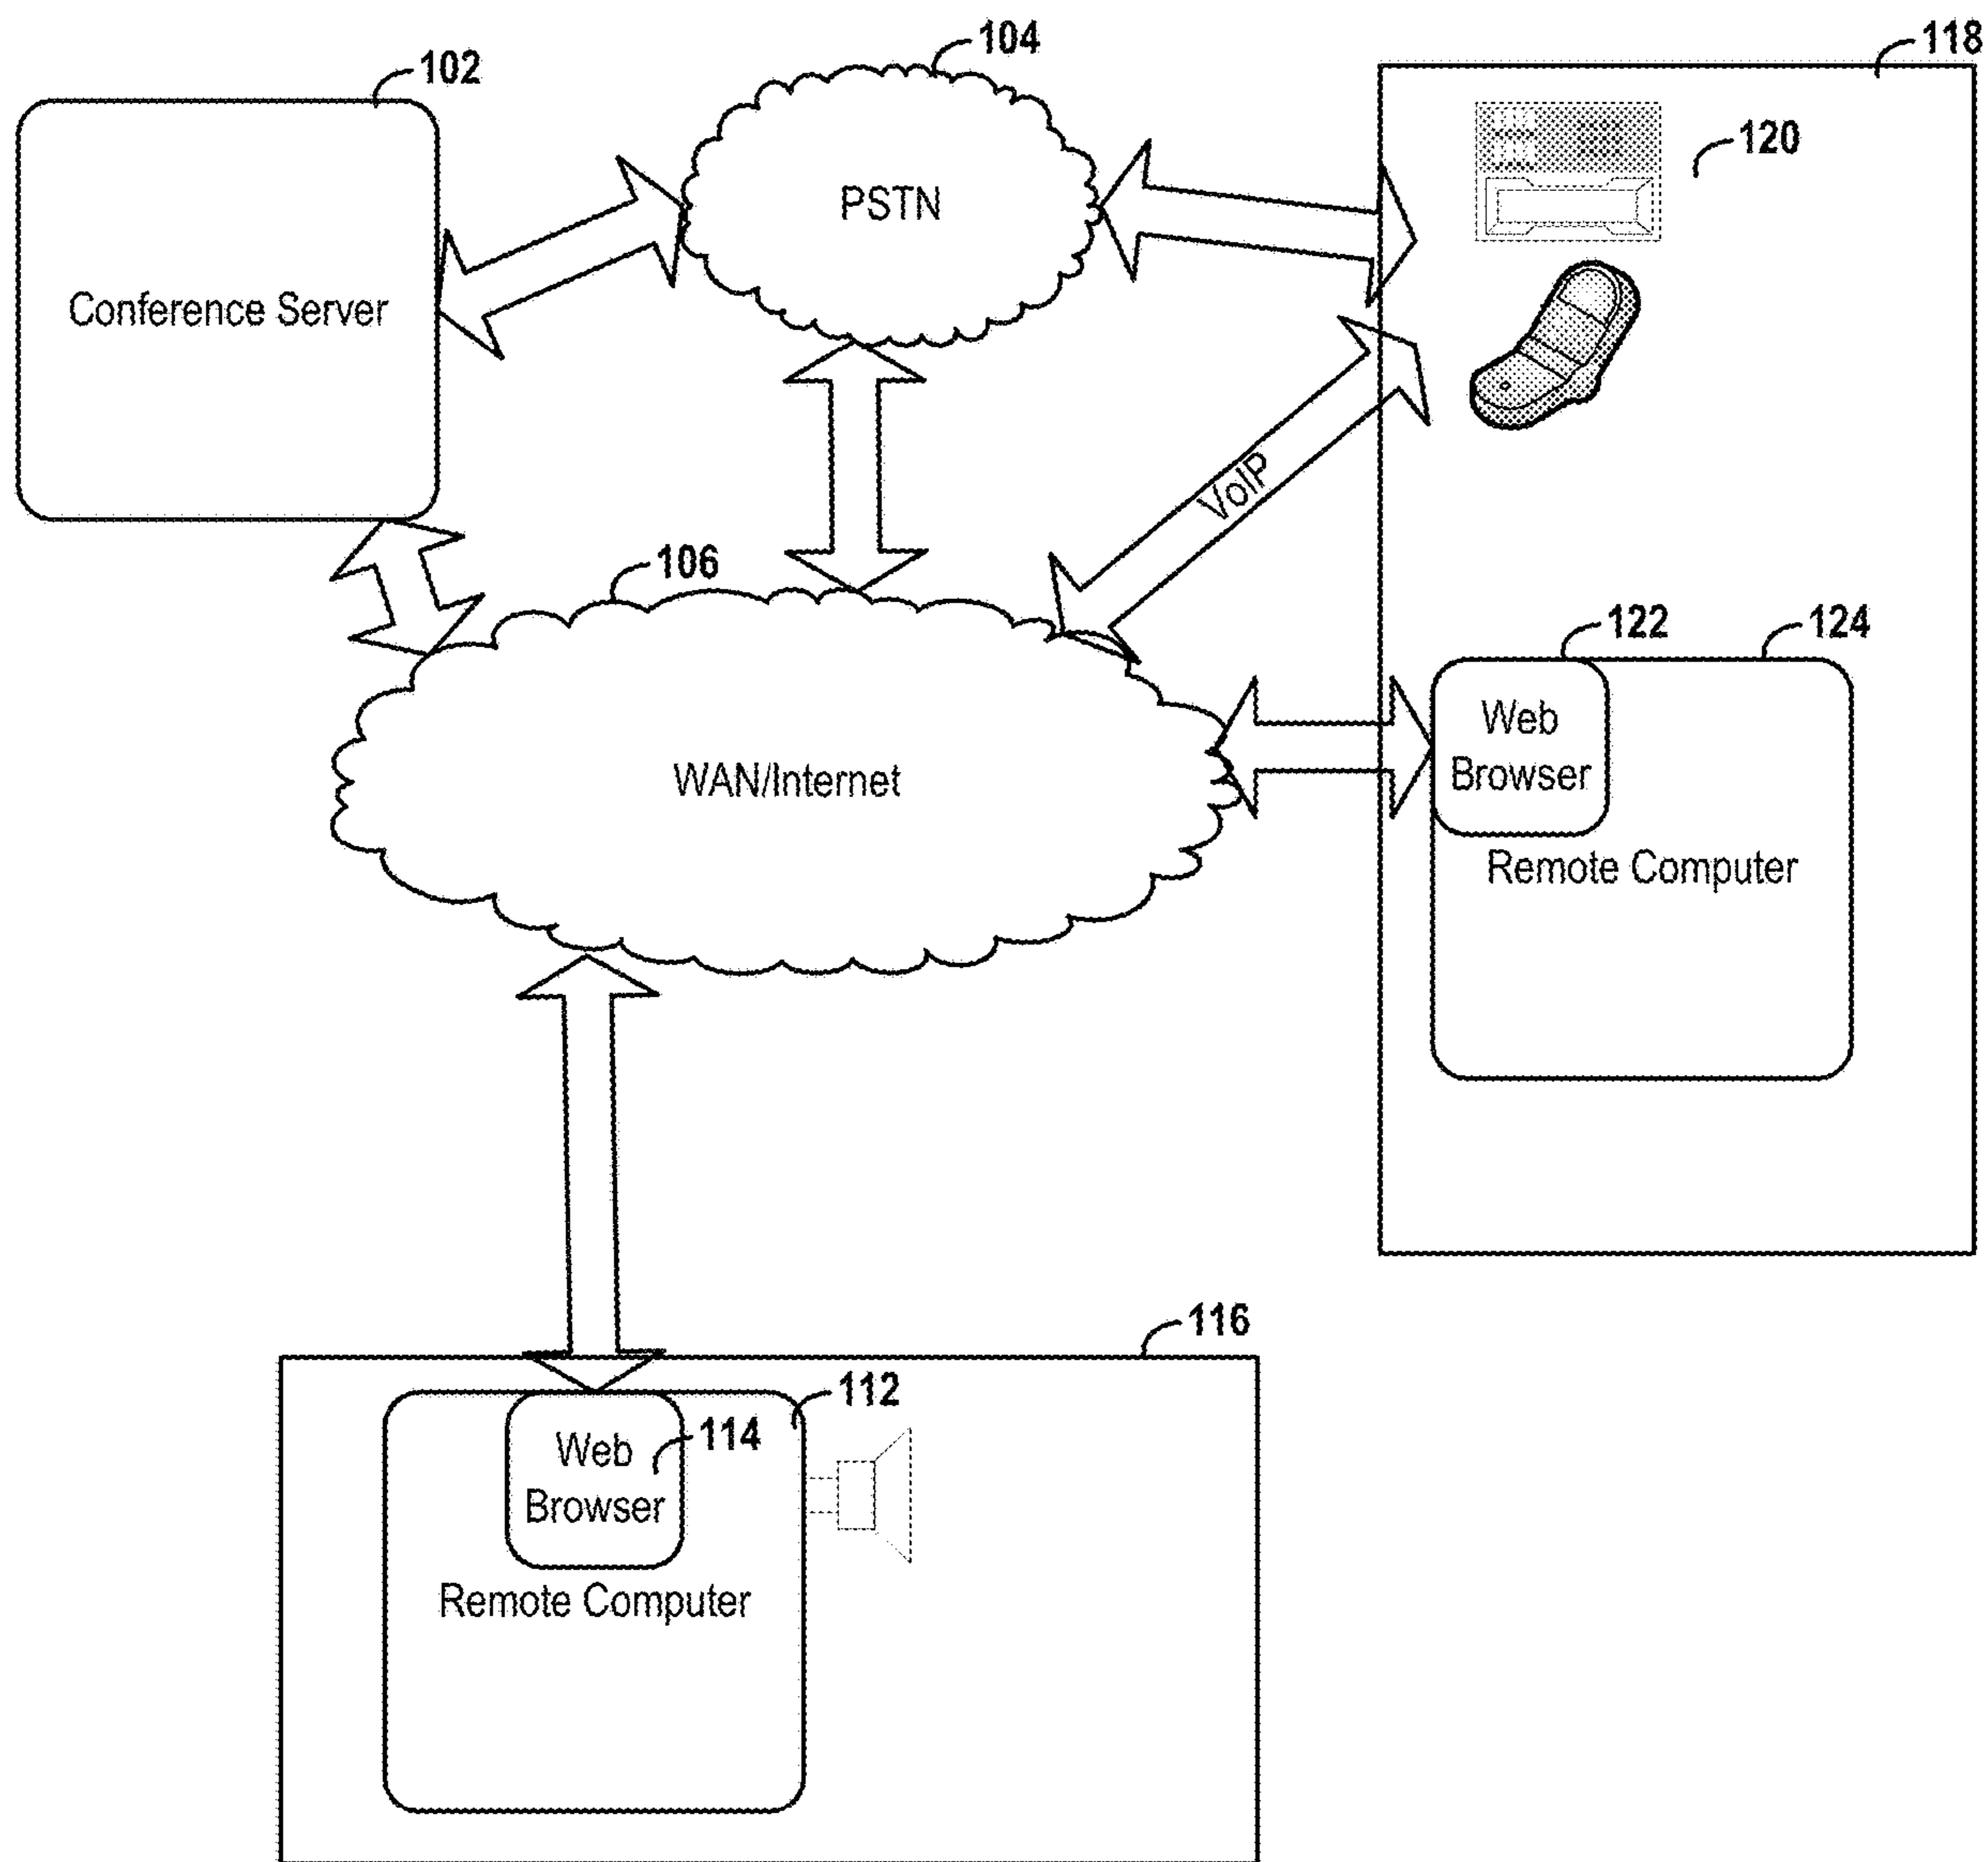 104
118
102
120
PSTN
Conference Server
VoIP
106
122
124
Web
Browser
WAN/Internet
Remote Computer
116
112
114
Web
Browser
Remote Computer